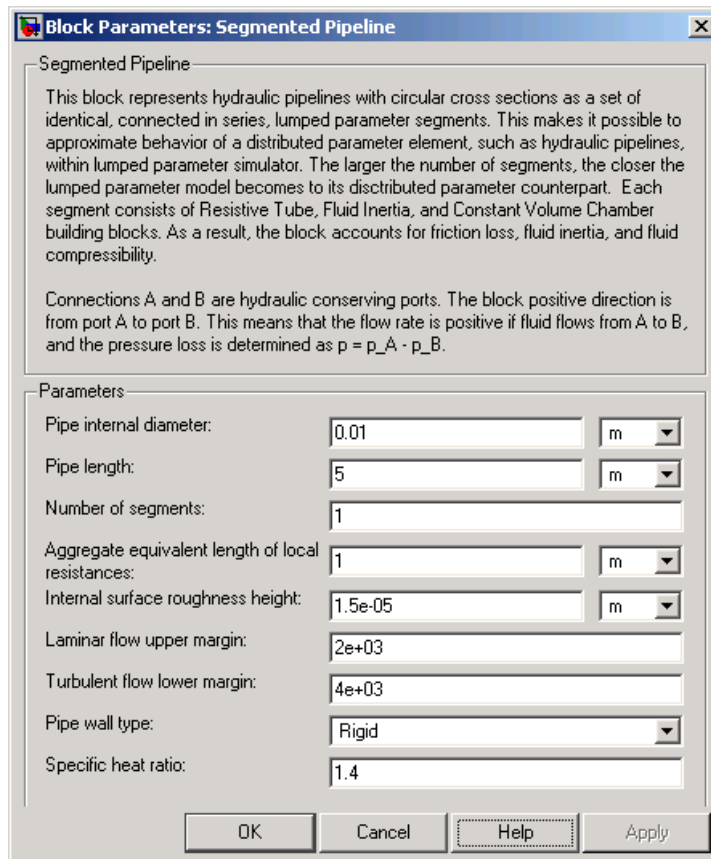 Block Parameters: Segmented Pipeline
Segmented Pipeline
This block represents hydraulic pipelines with circular cross sections as a set of
identical, connected in series, lumped parameter segments. This makes it possible to
approximate behavior of a distributed parameter element, such as hydraulic pipelines,
within lumped parameter simulator. The larger the number of segments, the closer the
lumped parameter model becomes to its disctributed parameter counterpart.  Each
segment consists of Resistive Tube, Fluid Inertia, and Constant Volume Chamber
building blocks. As a result, the block accounts for friction loss, fluid inertia, and fluid
compressibility.
Connections A and B are hydraulic conserving ports. The block positive direction is
from port A to port B. This means that the flow rate is positive if fluid flows from A to B,
and the pressure loss is determined as p = p_A - p_B.
Parameters
Pipe internal diameter: 0.01 m
Pipe length: 5 m
Number of segments: 1
Aggregate equivalent length of local
resistances: 1 m
Internal surface roughness height: 1.5e-05 m
Laminar flow upper margin: 2e+03
Turbulent flow lower margin: 4e+03
Pipe wall type: Rigid
Specific heat ratio: 1.4
OK Cancel Help Apply